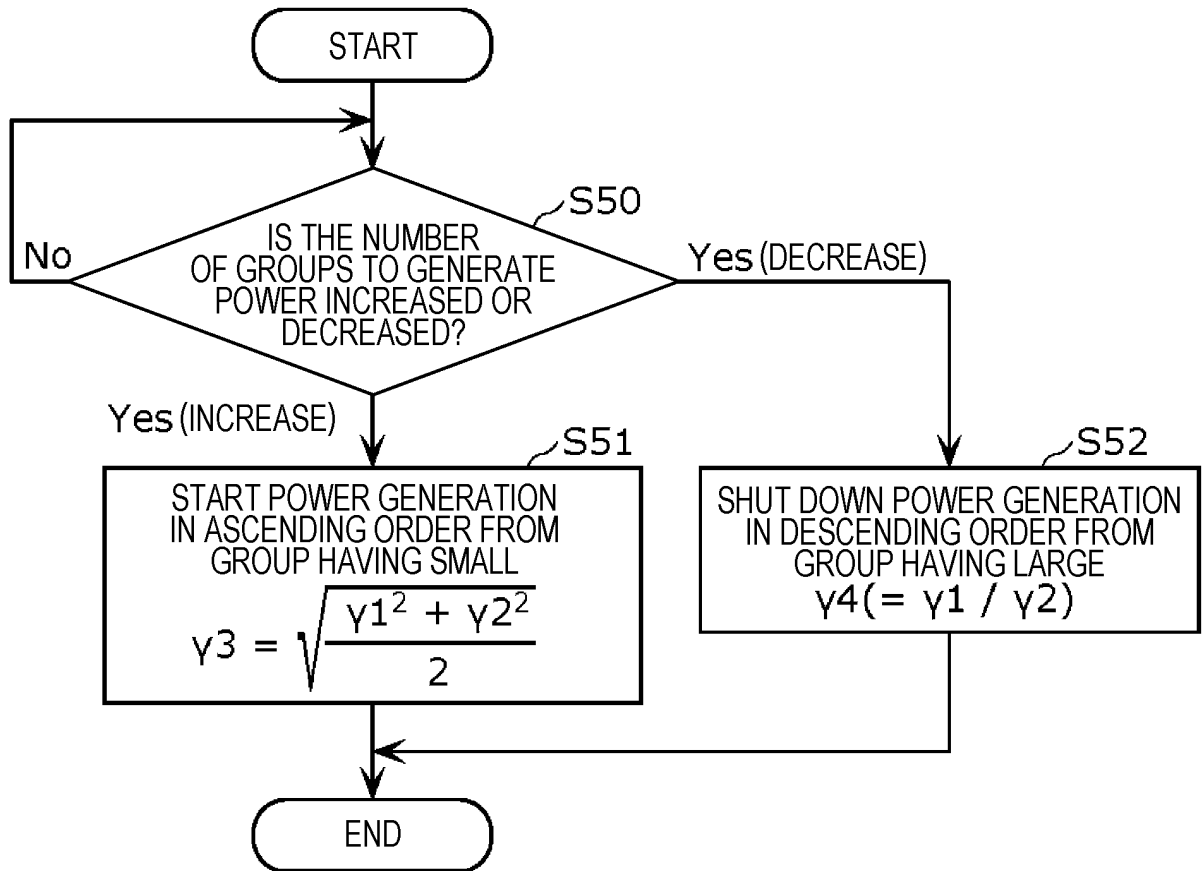 START
S50
IS THE NUMBER
OF GROUPS TO GENERATE
POWER INCREASED OR
DECREASED?
No
Yes (DECREASE)
Yes (INCREASE)
S51
START POWER GENERATION
IN ASCENDING ORDER FROM
GROUP HAVING SMALL
γ3 = √((γ1² + γ2²) / 2)
S52
SHUT DOWN POWER GENERATION
IN DESCENDING ORDER FROM
GROUP HAVING LARGE
γ4(= γ1 / γ2)
END